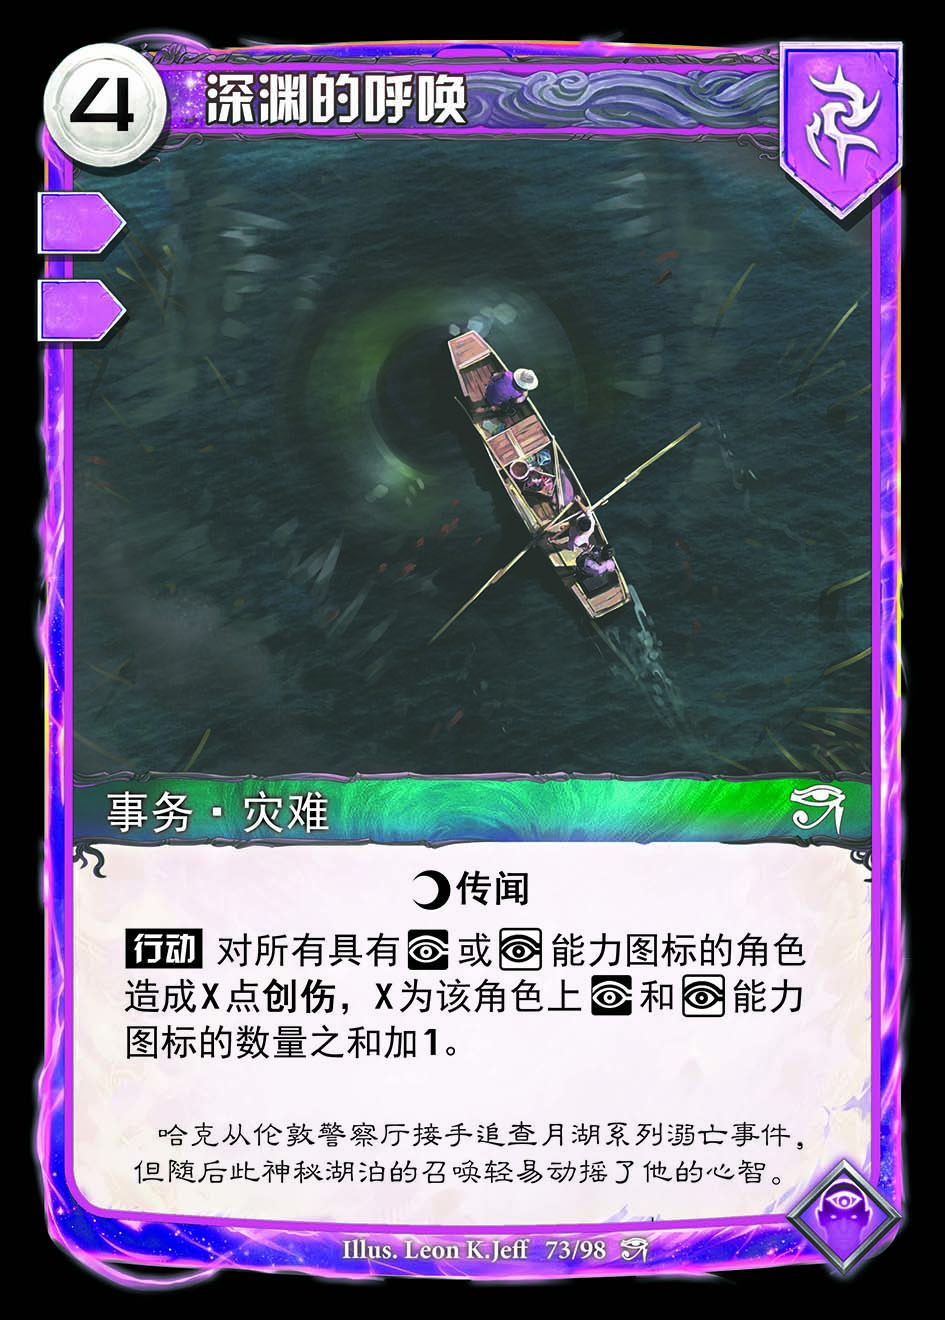 4
深渊的呼唤
事务·灾难
传闻
行动 对所有具有 或 能力图标的角色
造成X点创伤，X为该角色上 和 能力
图标的数量之和加1。
哈克从伦敦警察厅接手追查月湖系列溺亡事件，
但随后此神秘湖泊的召唤轻易动摇了他的心智。
Illus. Leon K.Jeff 73/98